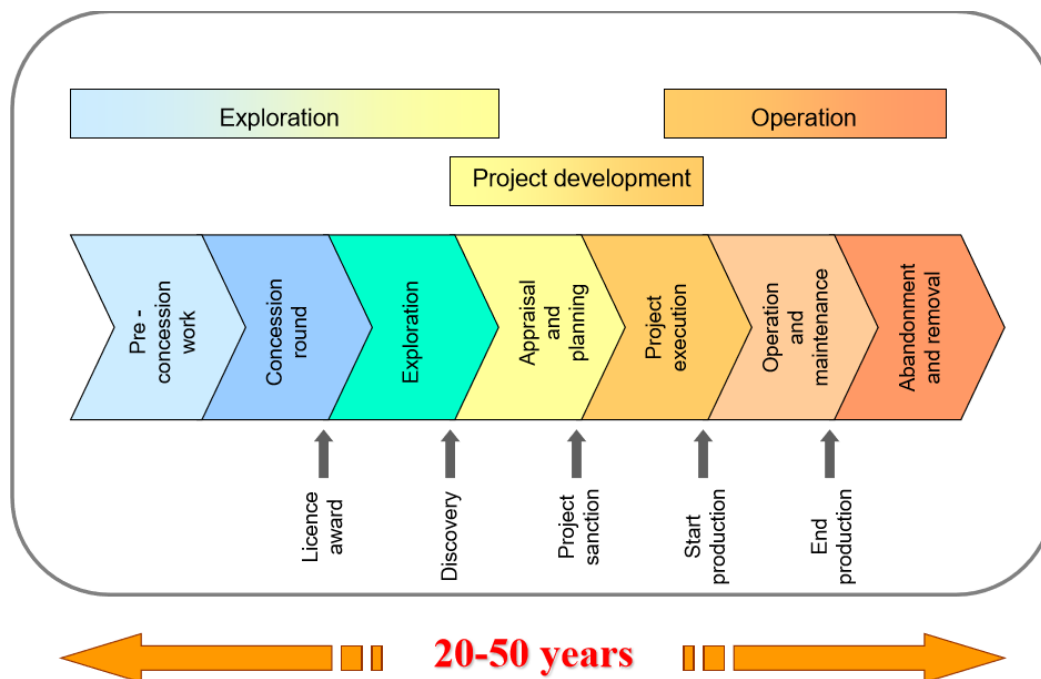 Exploration
Operation
Project development
Pre -
concession
work
Concession
round
Exploration
Appraisal
and
planning
Project
execution
Operation
and
maintenance
Abandonment
and removal
Licence
award
Discovery
Project
sanction
Start
production
End
production
20-50 years